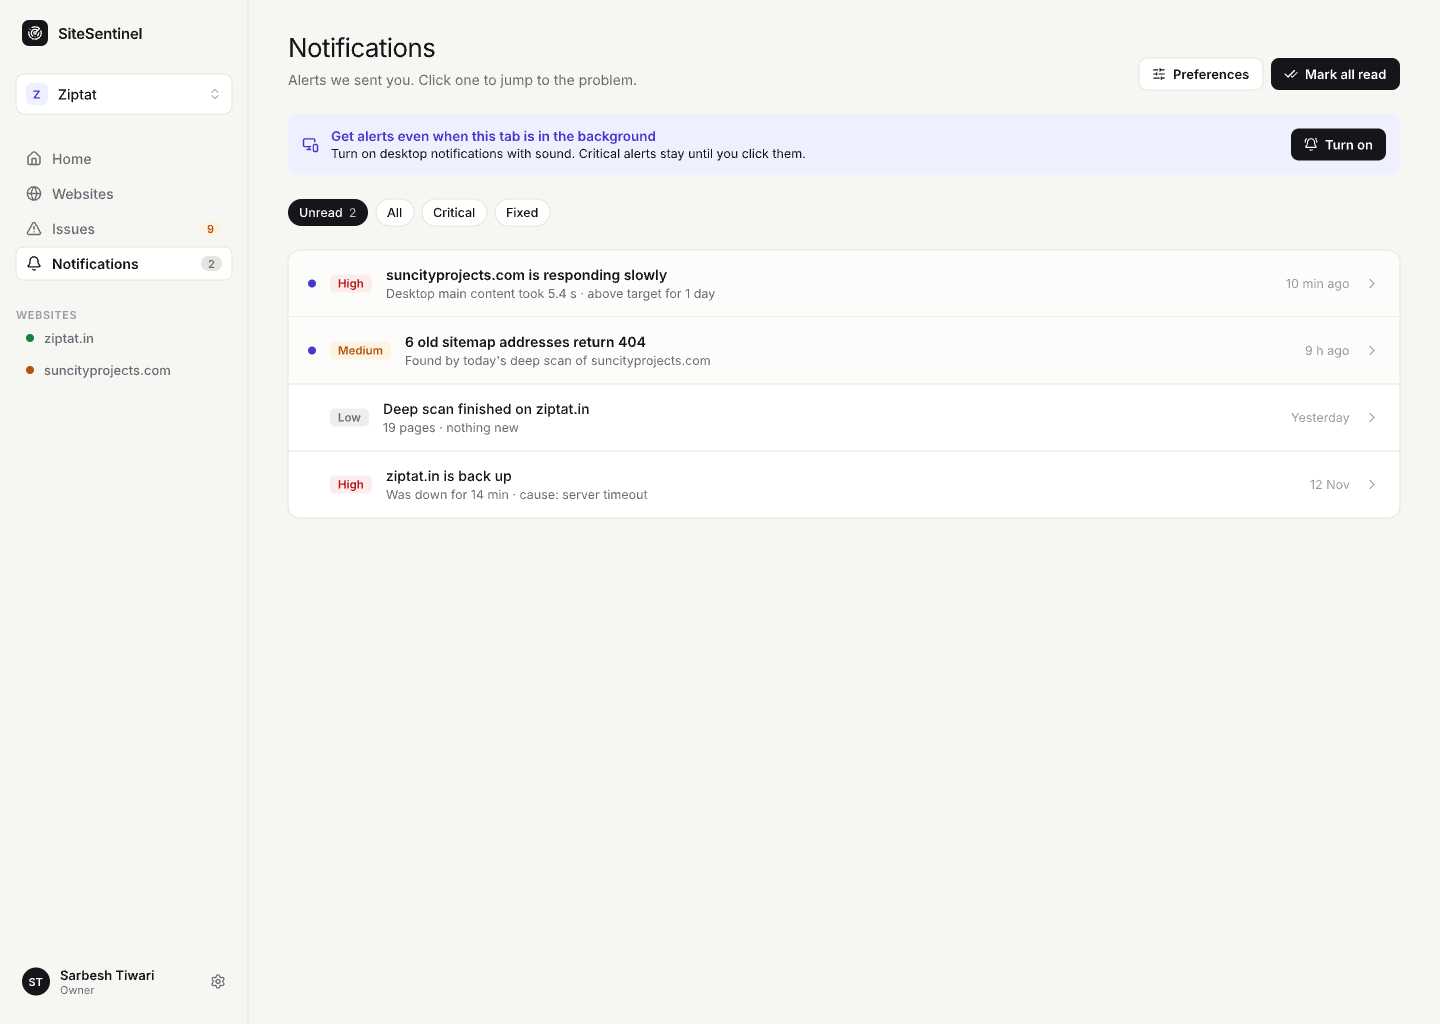 SiteSentinel
Z Ziptat
Home
Websites
Issues 9
Notifications 2
WEBSITES
ziptat.in
suncityprojects.com
ST Sarbesh Tiwari
Owner
Notifications
Alerts we sent you. Click one to jump to the problem.
Preferences
Mark all read
Get alerts even when this tab is in the background
Turn on desktop notifications with sound. Critical alerts stay until you click them.
Turn on
Unread 2 All Critical Fixed
High suncityprojects.com is responding slowly 10 min ago
Desktop main content took 5.4 s · above target for 1 day
Medium 6 old sitemap addresses return 404 9 h ago
Found by today's deep scan of suncityprojects.com
Low Deep scan finished on ziptat.in Yesterday
19 pages · nothing new
High ziptat.in is back up 12 Nov
Was down for 14 min · cause: server timeout